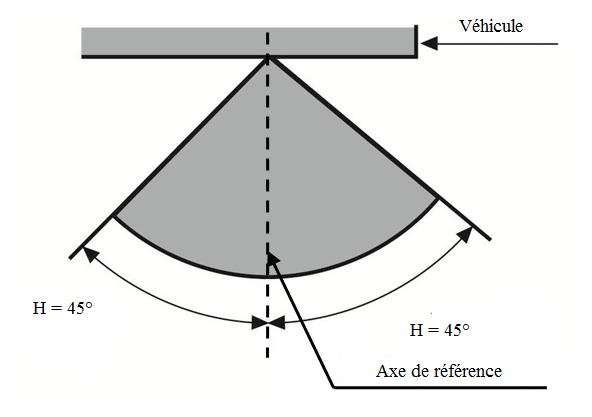 Véhicule
H = 45°
H = 45°
Axe de référence